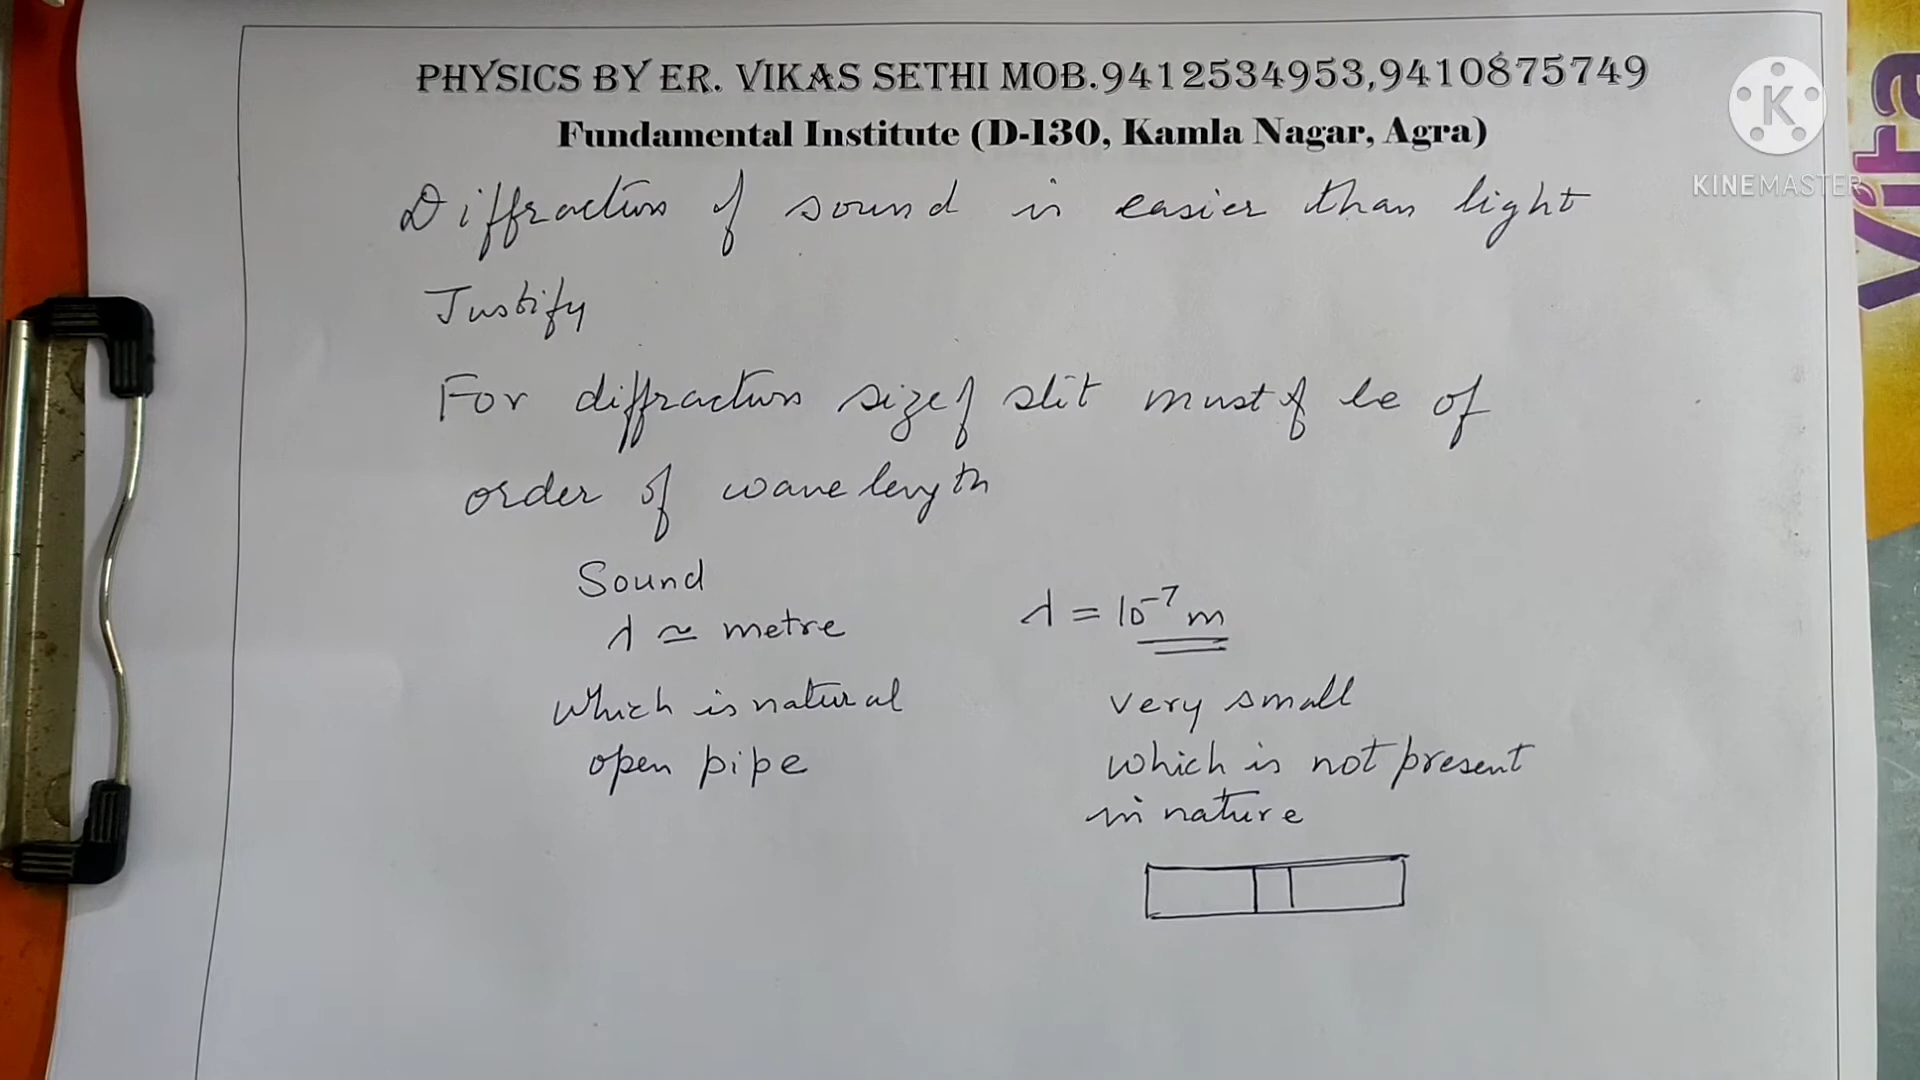 PHYSICS BY ER. VIKAS SETHI MOB.9412534953,9410875749
Fundamental Institute (D-130, Kamla Nagar, Agra)
K
KINEMASTER
Vita
Diffraction of sound is easier than light
Justify
For diffraction size of slit must of be of
order of wavelength
Sound
λ ≃ metre
which is natural
open pipe
λ = 10⁻⁷ m
very small
which is not present
in nature